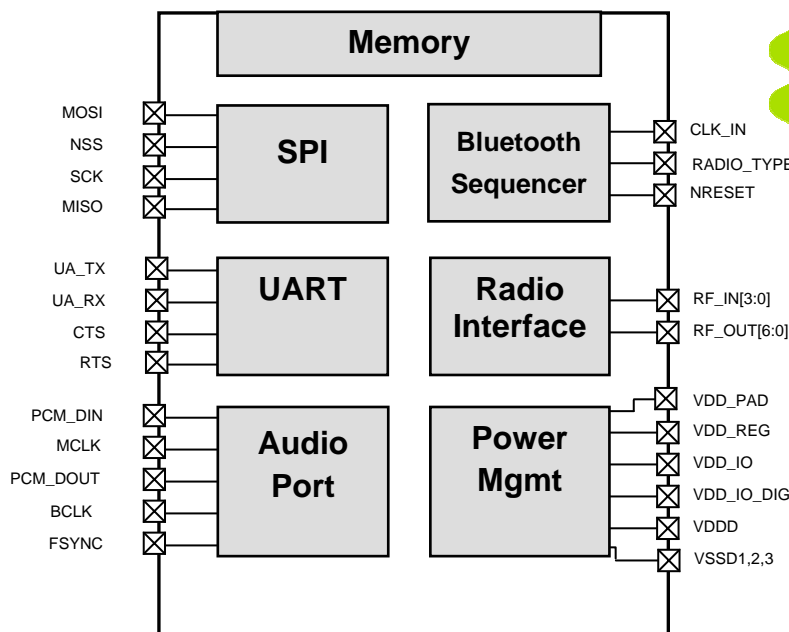 Memory
MOSI
NSS
SCK
MISO
SPI
Bluetooth
Sequencer
CLK_IN
RADIO_TYPE
NRESET
UA_TX
UA_RX
CTS
RTS
UART
Radio
Interface
RF_IN[3:0]
RF_OUT[6:0]
PCM_DIN
MCLK
PCM_DOUT
BCLK
FSYNC
Audio
Port
Power
Mgmt
VDD_PAD
VDD_REG
VDD_IO
VDD_IO_DIG
VDDD
VSSD1,2,3